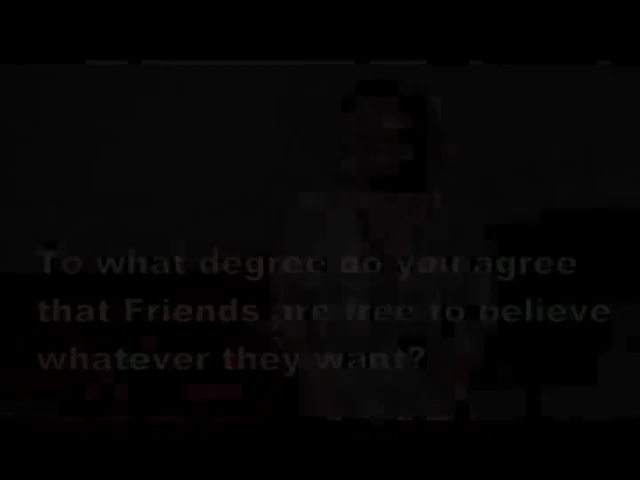 To what degree do you agree
that Friends are free to believe
whatever they want?